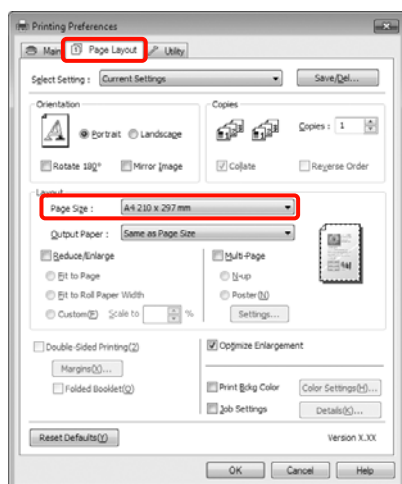 Printing Preferences
Main Page Layout Utility
Select Setting : Current Settings Save/Del...
Orientation Copies
Portrait Landscape Copies : 1
Rotate 180° Mirror Image Collate Reverse Order
Layout
Page Size : A4 210 x 297 mm
Output Paper : Same as Page Size
Reduce/Enlarge Multi-Page
Fit to Page N-up
Fit to Roll Paper Width Poster(N)
Custom(F) Scale to % Settings...
Double-Sided Printing(2) Optimize Enlargement
Margins(X)...
Folded Booklet(Q) Print Bckg Color Color Settings(H)...
Job Settings Details(K)...
Reset Defaults(Y) Version X.XX
OK Cancel Help